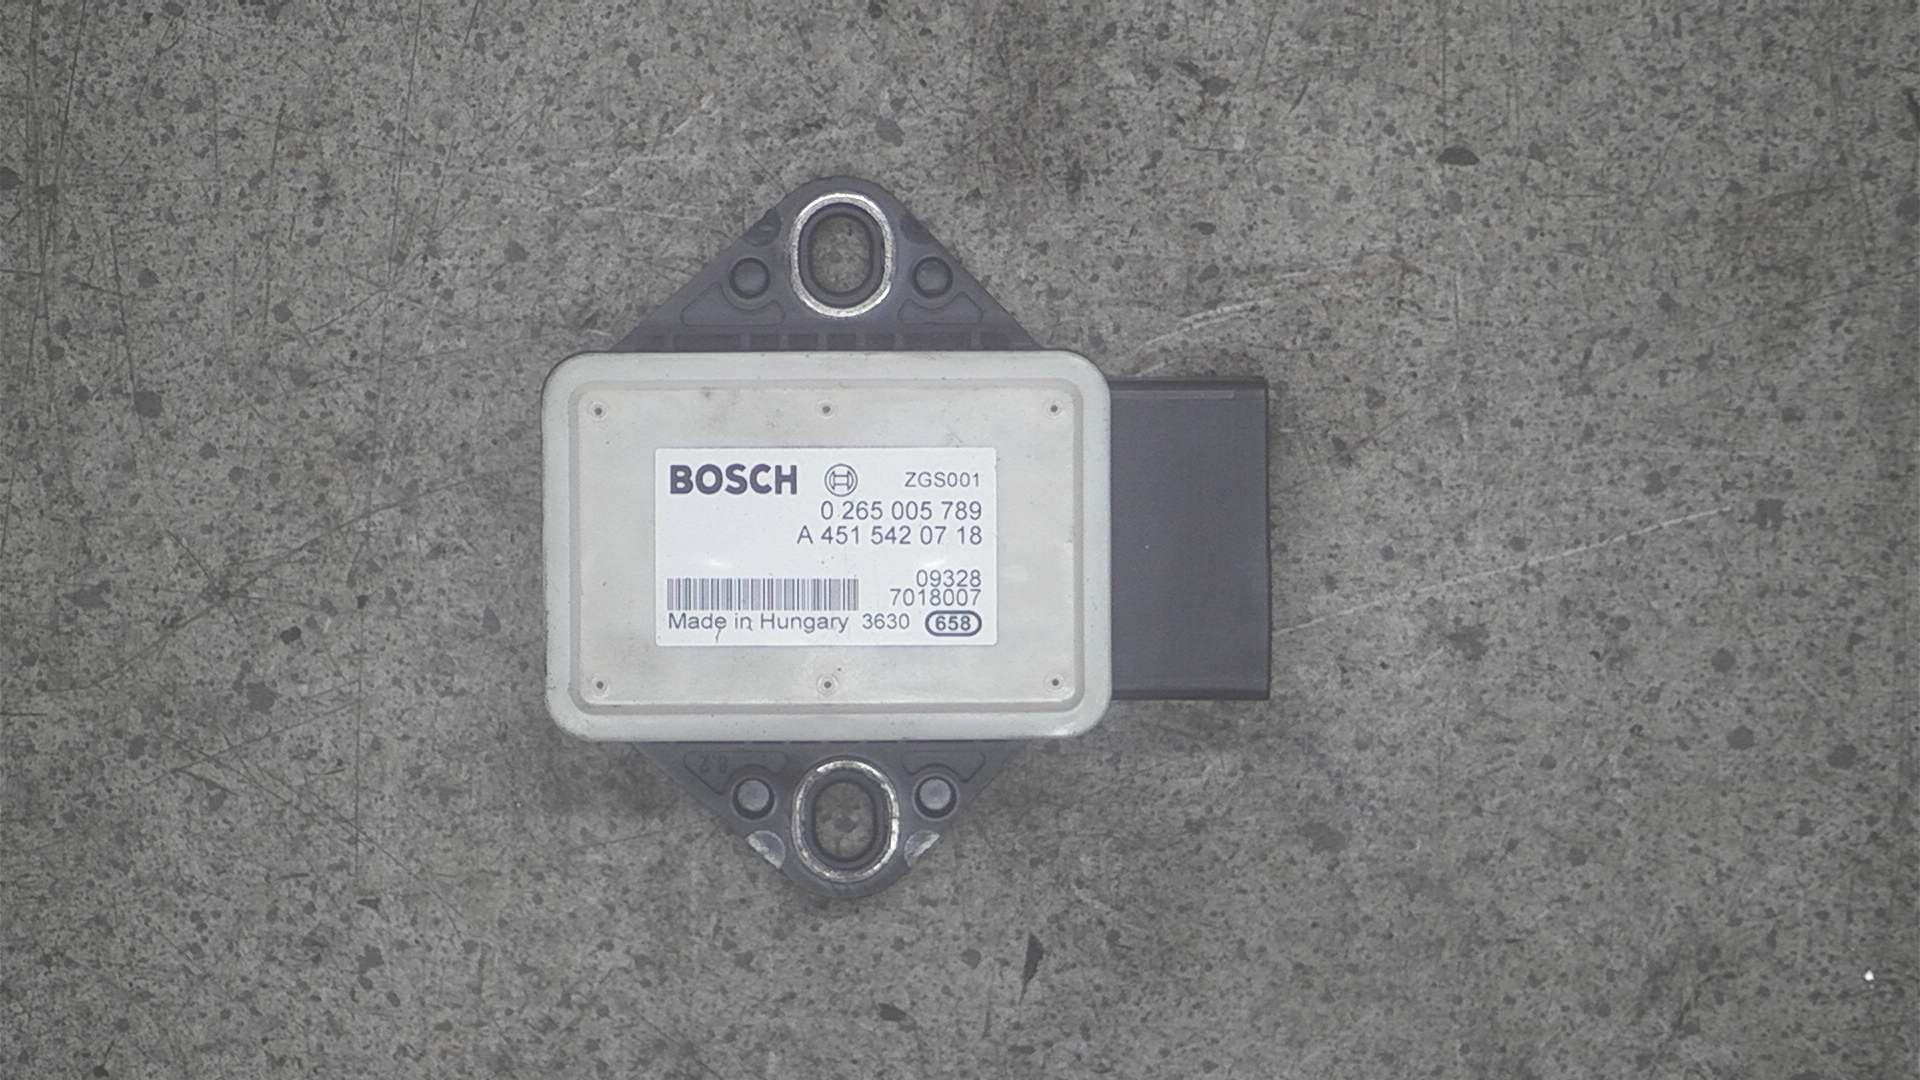 BOSCH ZGS001
0 265 005 789
A 451 542 07 18
09328
7018007
Made in Hungary 3630 658